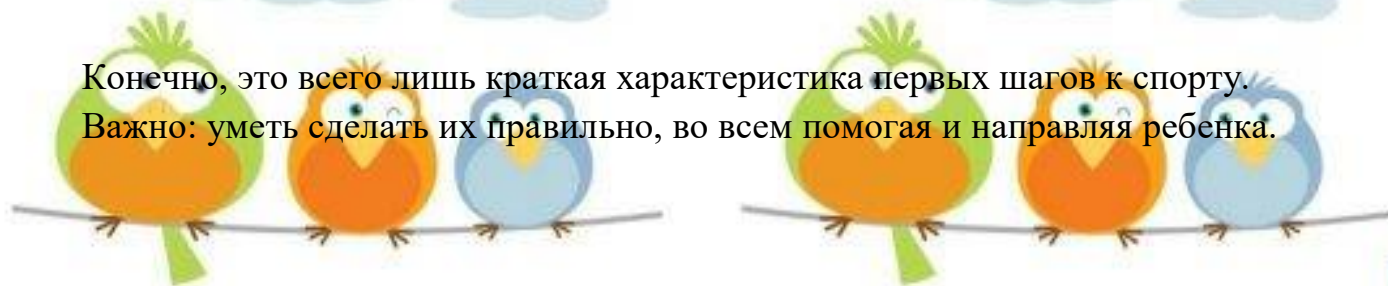 Конечно, это всего лишь краткая характеристика первых шагов к спорту.
Важно: уметь сделать их правильно, во всем помогая и направляя ребенка.